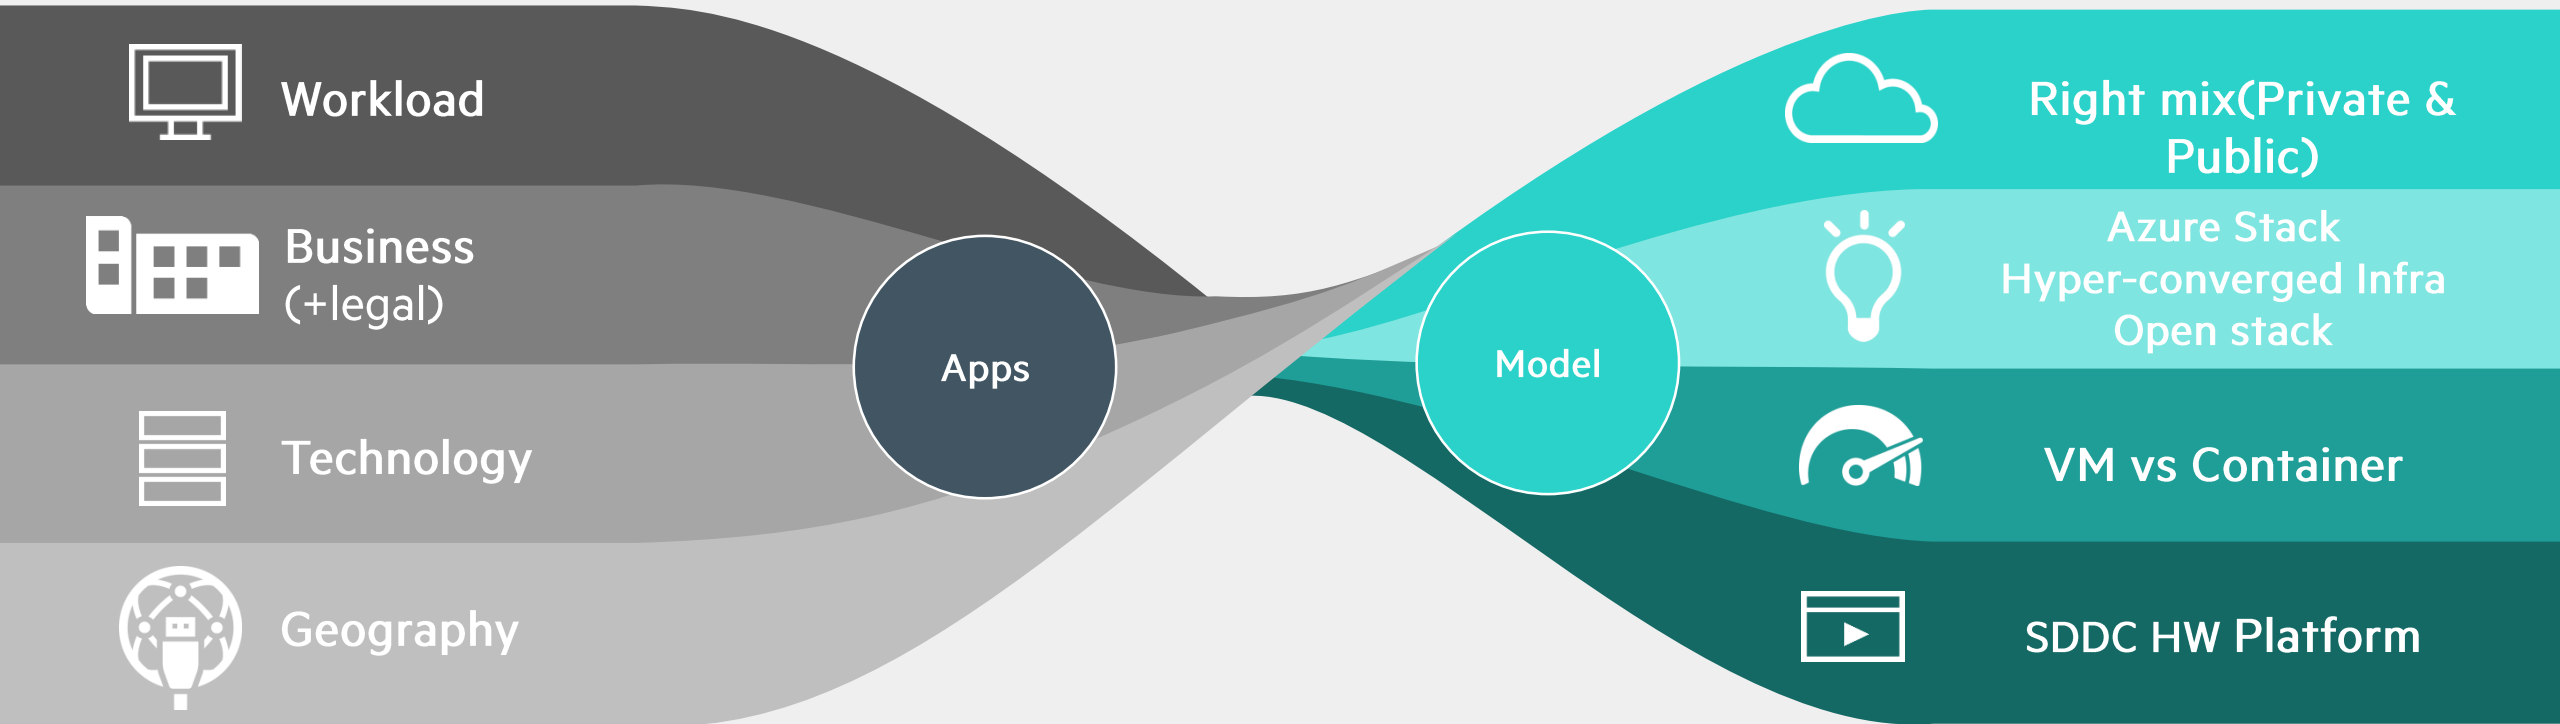 Workload
Business
(+legal)
Technology
Geography
Apps
Model
Right mix(Private &
Public)
Azure Stack
Hyper-converged Infra
Open stack
VM vs Container
SDDC HW Platform